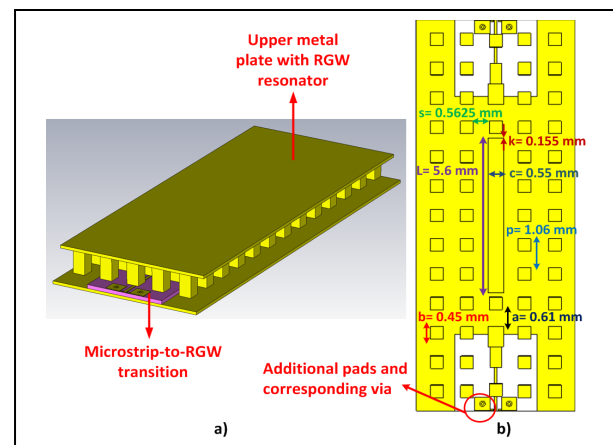 Upper metal
plate with RGW
resonator
s= 0.5625 mm
k= 0.155 mm
L= 5.6 mm
c= 0.55 mm
p= 1.06 mm
b= 0.45 mm
a= 0.61 mm
Microstrip-to-RGW
transition
Additional pads and
corresponding via
a)
b)